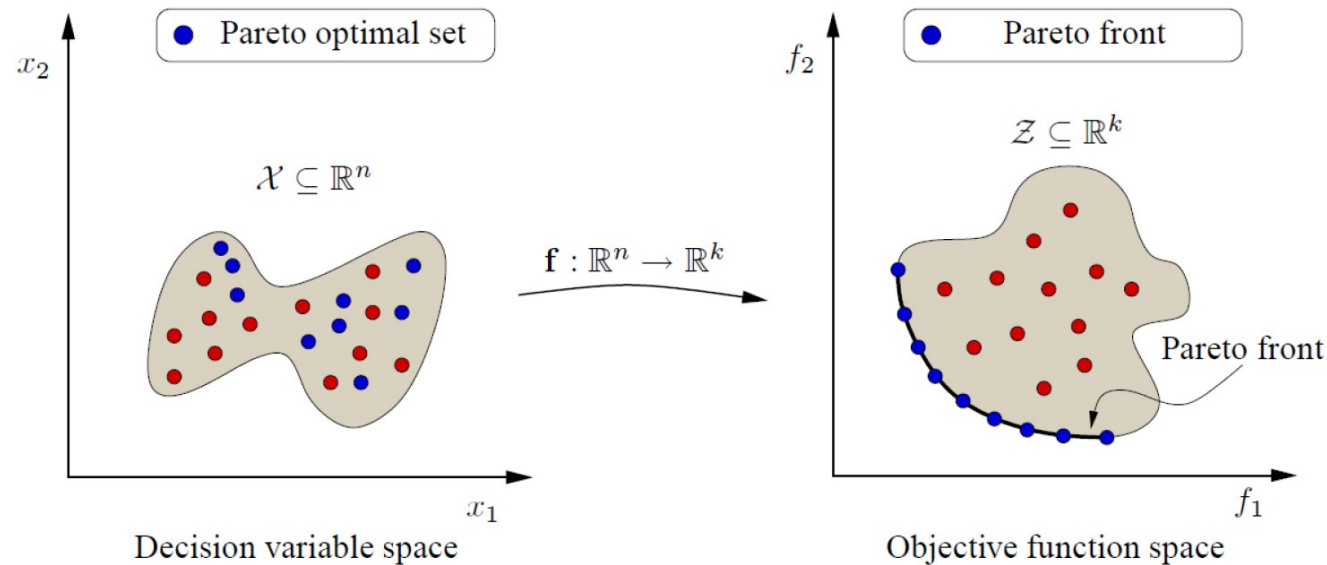 Pareto optimal set
x₂
𝒳 ⊆ ℝⁿ
x₁
Decision variable space
f : ℝⁿ → ℝᵏ
Pareto front
f₂
𝒵 ⊆ ℝᵏ
Pareto front
f₁
Objective function space